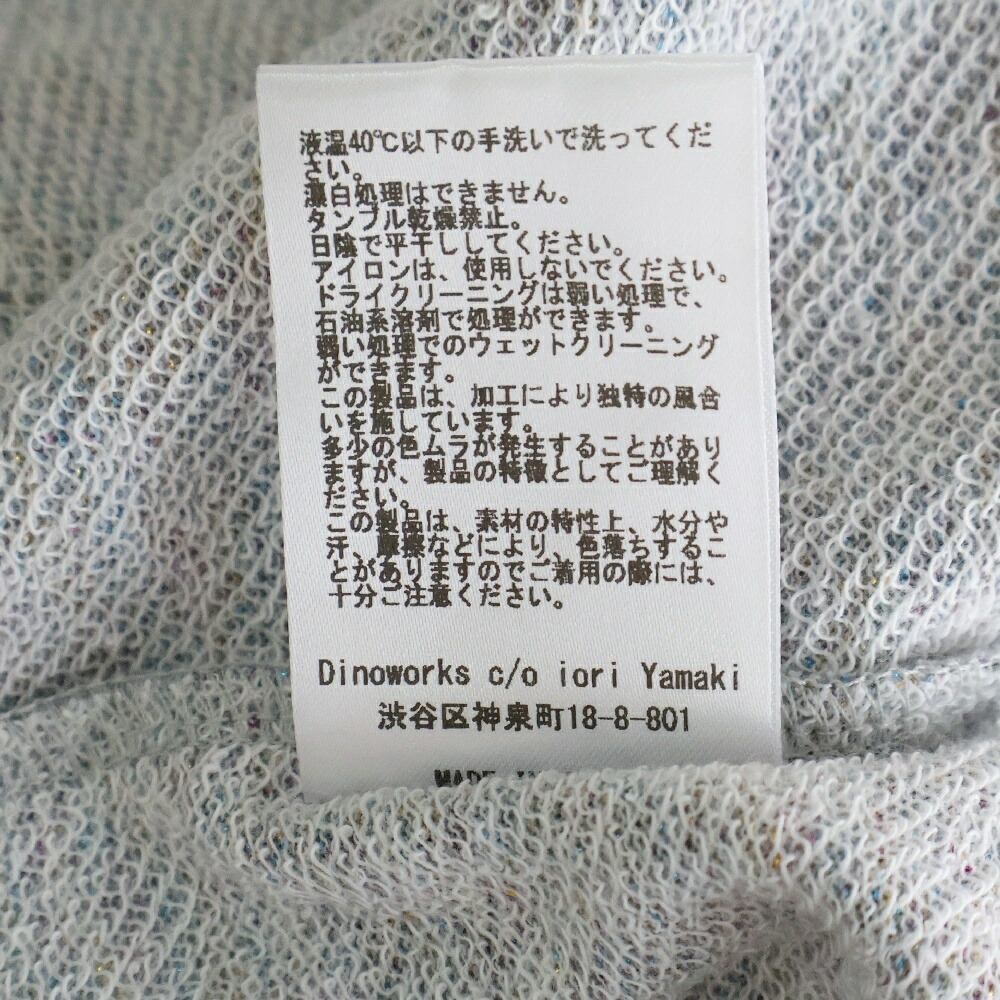 液温40℃以下の手洗いで洗ってくだ
さい。
漂白処理はできません。
タンブル乾燥禁止。
日陰で平干ししてください。
アイロンは、使用しないでください。
ドライクリーニングは弱い処理で、
石油系溶剤で処理ができます。
弱い処理でのウェットクリーニング
ができます。
この製品は、加工により独特の風合
いを施しています。
多少の色ムラが発生することがあり
ますが、製品の特徴としてご理解く
ださい。
この製品は、素材の特性上、水分や
汗、摩擦などにより、色落ちするこ
とがありますのでご着用の際には、
十分ご注意ください。
Dinoworks c/o iori Yamaki
渋谷区神泉町18-8-801
MADE